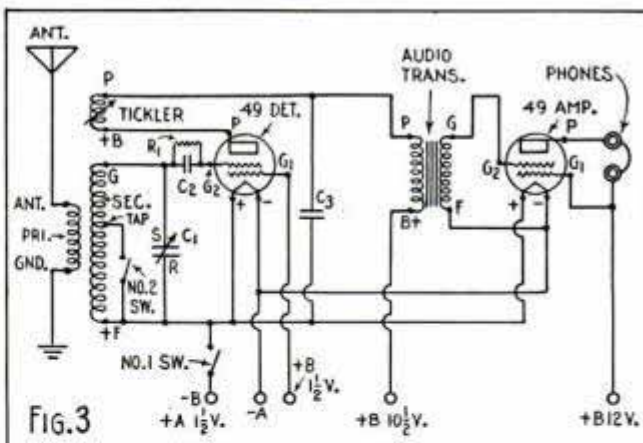 ANT.
P
TICKLER
+B
G
ANT.
SEC.
TAP
PRI.
GND.
NO.2
SW.
+F
S C1
R
R1
C2
P
49 DET.
G1
G2
+ -
C3
NO.1 SW.
-B
+A 1½ V.
-A
+B
1½ V.
AUDIO
TRANS.
P G
B+ F
+B 10½ V.
49 AMP.
P
G2 G1
+ -
PHONES
+B 12 V.
FIG.3